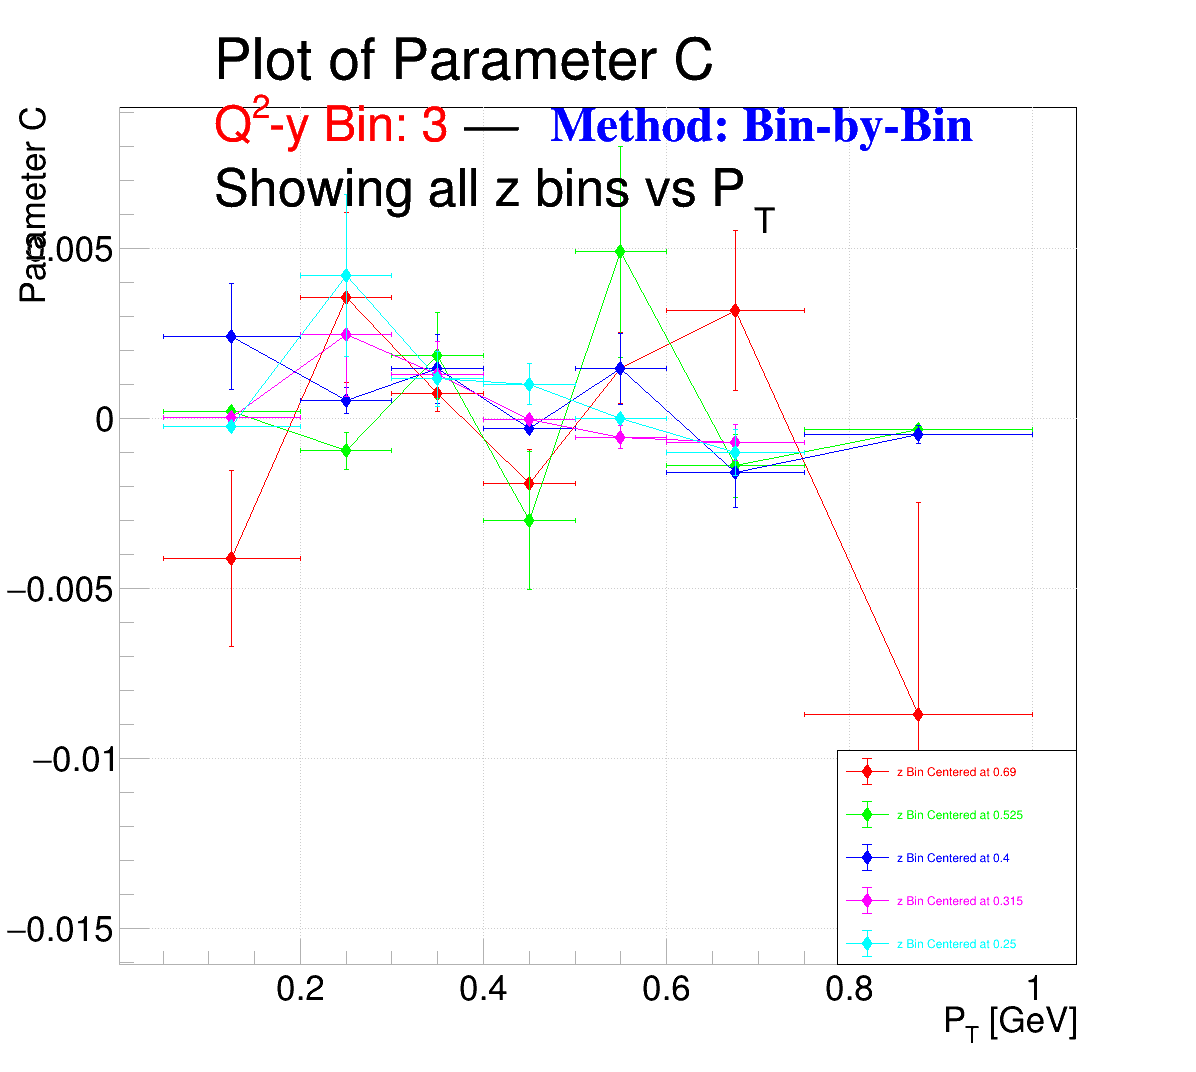 Plot of Parameter C
Q²-y Bin: 3 — Method: Bin-by-Bin
Showing all z bins vs P_T
Parameter C
0.005
0
−0.005
−0.01
−0.015
z Bin Centered at 0.69
z Bin Centered at 0.525
z Bin Centered at 0.4
z Bin Centered at 0.315
z Bin Centered at 0.25
0.2 0.4 0.6 0.8 1
P_T [GeV]